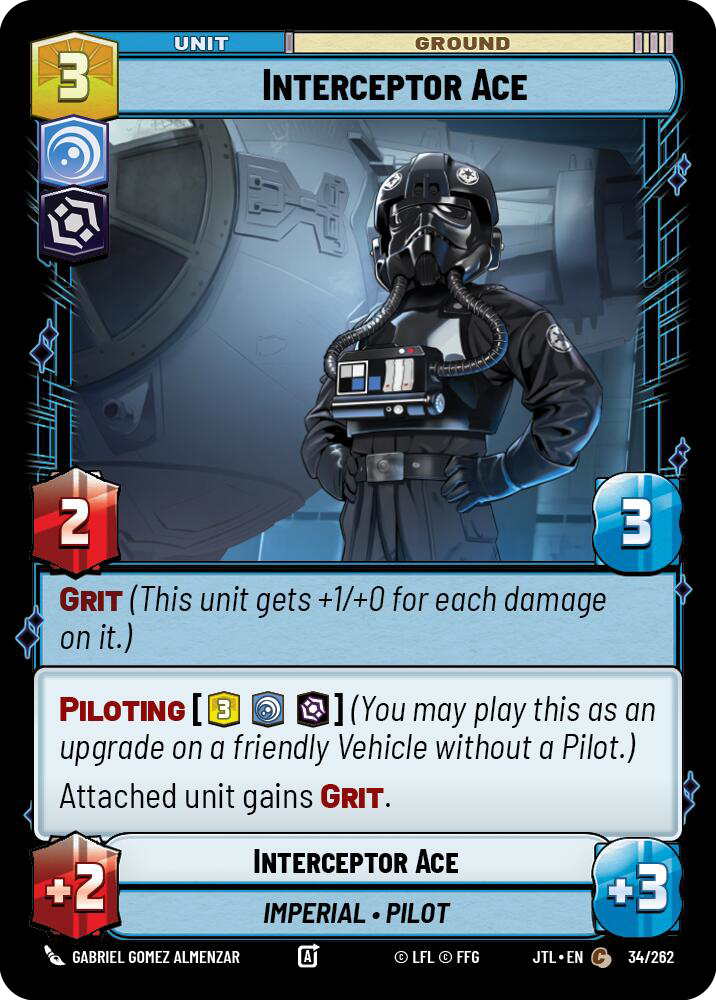 UNIT
GROUND
3
INTERCEPTOR ACE
2
3
GRIT (This unit gets +1/+0 for each damage
on it.)
PILOTING [3] (You may play this as an
upgrade on a friendly Vehicle without a Pilot.)
Attached unit gains GRIT.
+2
INTERCEPTOR ACE
+3
IMPERIAL • PILOT
GABRIEL GOMEZ ALMENZAR
A
© LFL © FFG
JTL • EN
C
34/262